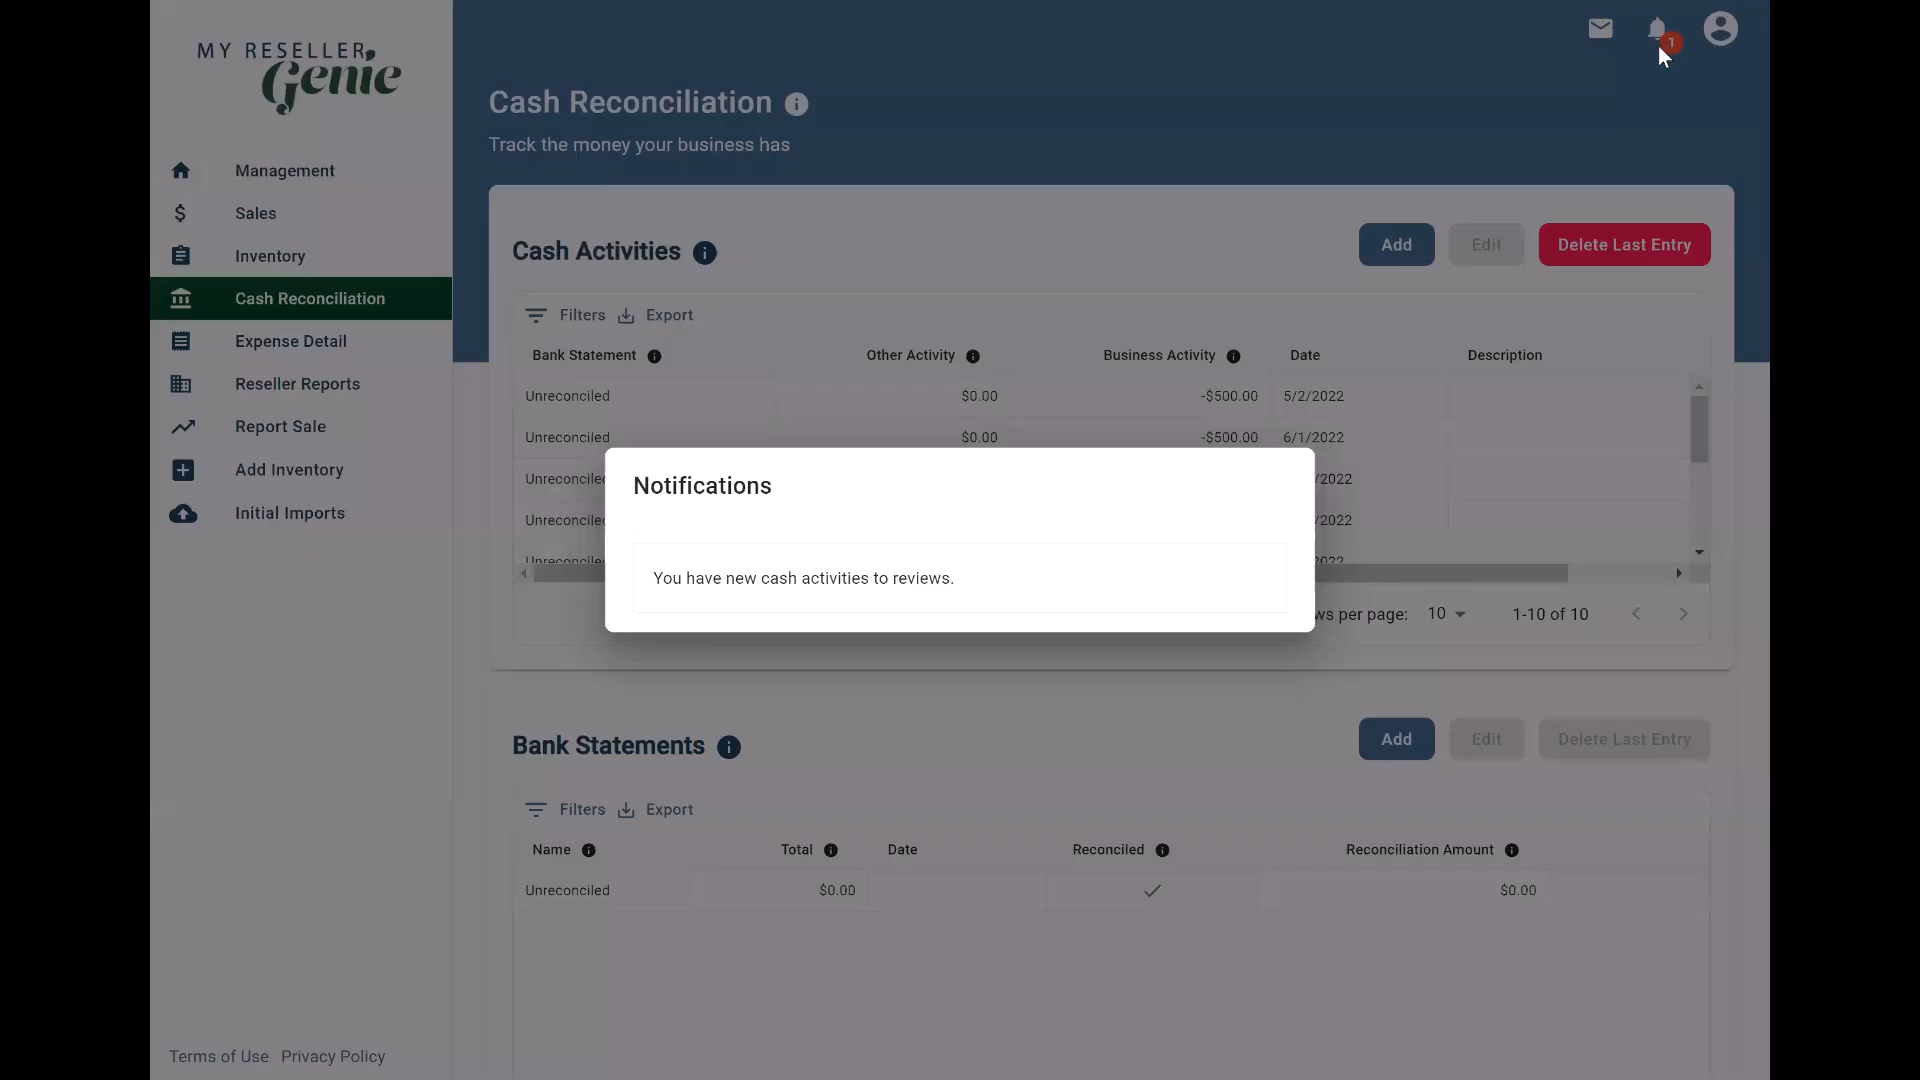 MY RESELLER
Genie
1
Cash Reconciliation
Track the money your business has
Management
Sales
Inventory
Cash Reconciliation
Expense Detail
Reseller Reports
Report Sale
Add Inventory
Initial Imports
Cash Activities
Add Edit Delete Last Entry
Filters Export
Bank Statement Other Activity Business Activity Date Description
Unreconciled $0.00 -$500.00 5/2/2022
Unreconciled $0.00 -$500.00 6/1/2022
Unreconciled /2022
Unreconciled /2022
Unreconciled 2022
Notifications
You have new cash activities to reviews.
ws per page: 10 1-10 of 10
Bank Statements
Add Edit Delete Last Entry
Filters Export
Name Total Date Reconciled Reconciliation Amount
Unreconciled $0.00 $0.00
Terms of Use Privacy Policy